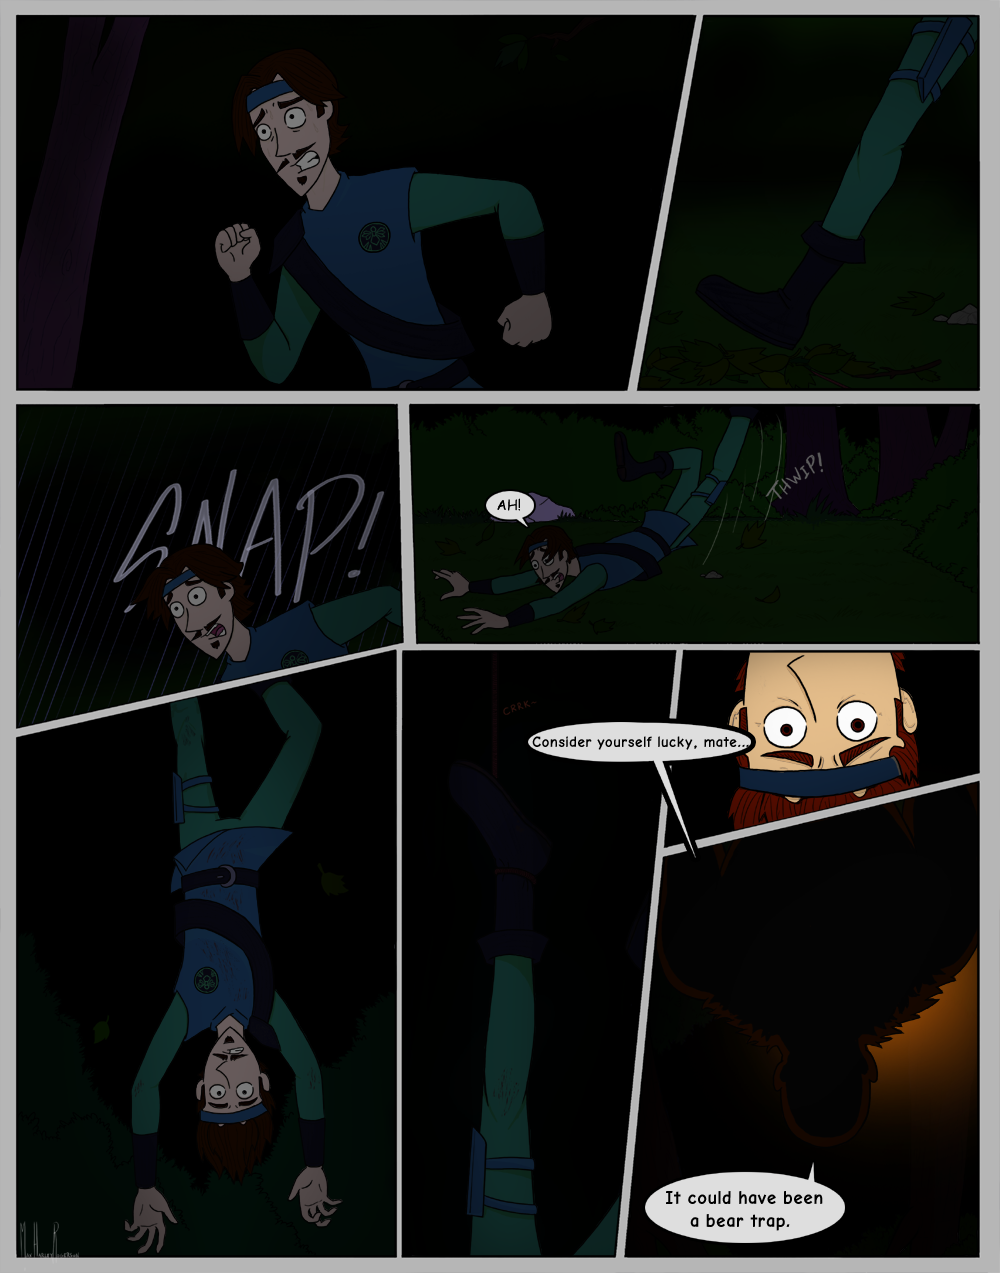 SNAP!
AH!
THWIP!
CRRK~
Consider yourself lucky, mate...
It could have been
a bear trap.